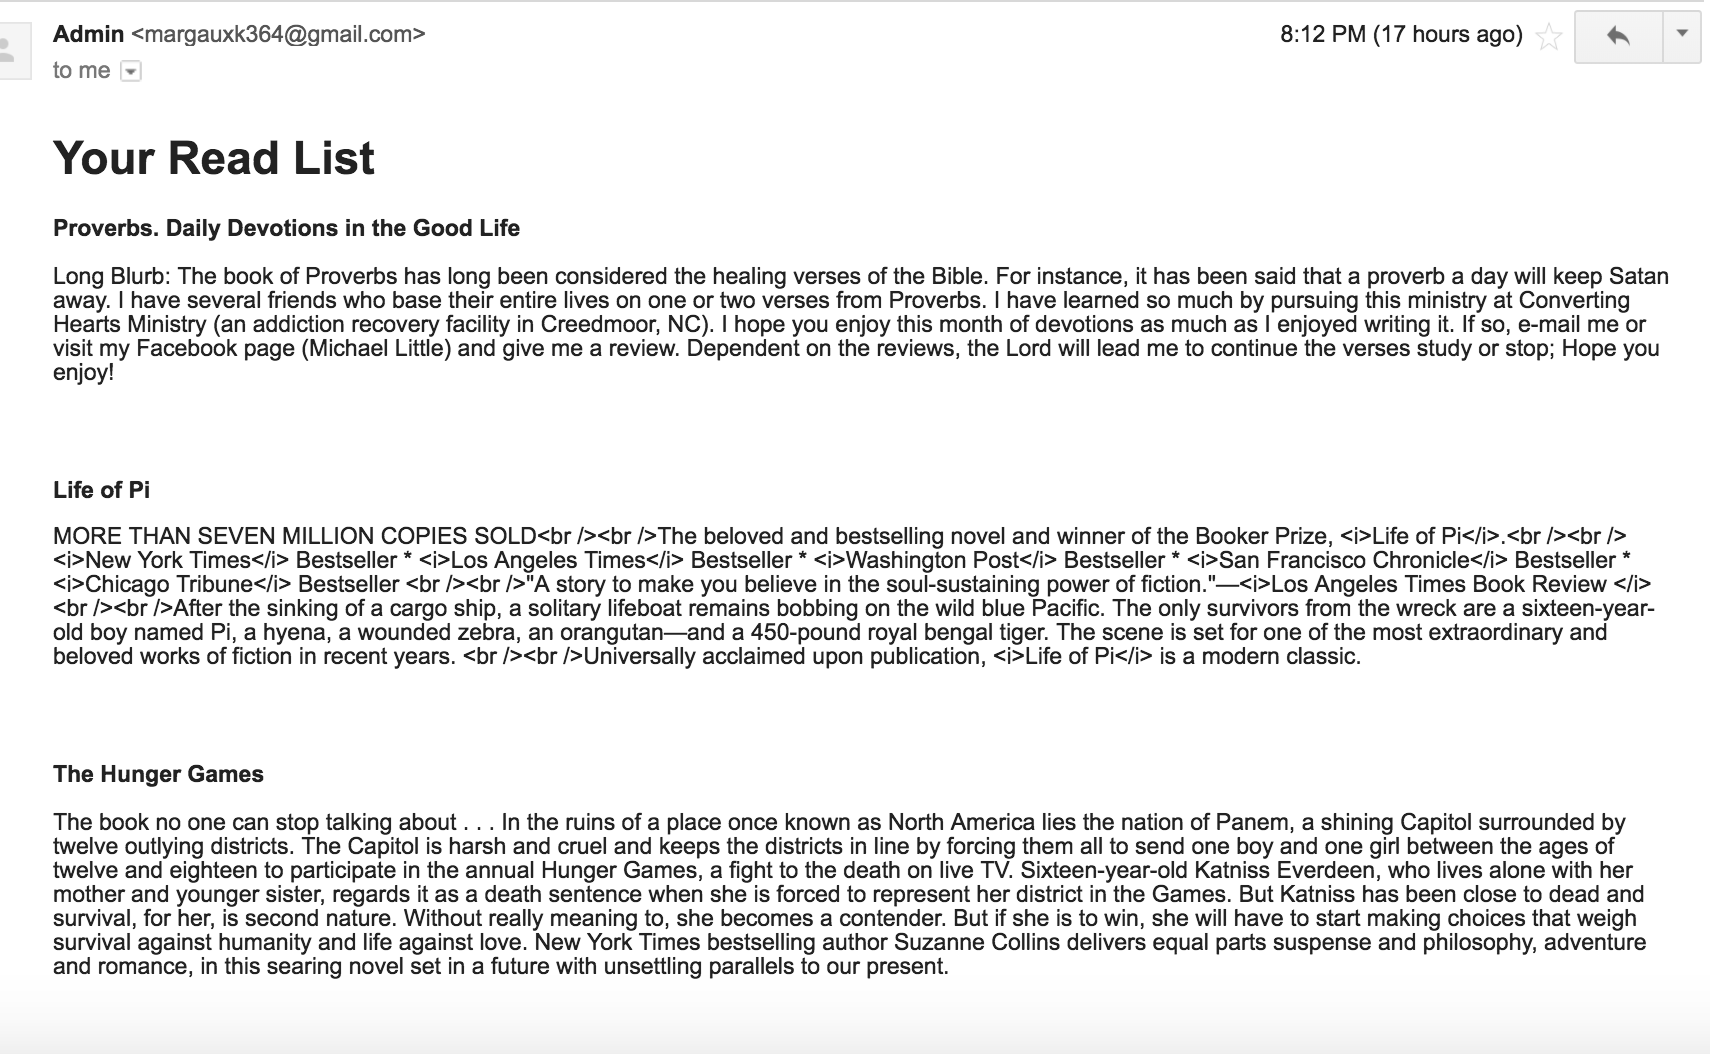 Admin <margauxk364@gmail.com> 8:12 PM (17 hours ago)
to me
Your Read List
Proverbs. Daily Devotions in the Good Life
Long Blurb: The book of Proverbs has long been considered the healing verses of the Bible. For instance, it has been said that a proverb a day will keep Satan
away. I have several friends who base their entire lives on one or two verses from Proverbs. I have learned so much by pursuing this ministry at Converting
Hearts Ministry (an addiction recovery facility in Creedmoor, NC). I hope you enjoy this month of devotions as much as I enjoyed writing it. If so, e-mail me or
visit my Facebook page (Michael Little) and give me a review. Dependent on the reviews, the Lord will lead me to continue the verses study or stop; Hope you
enjoy!
Life of Pi
MORE THAN SEVEN MILLION COPIES SOLD<br /><br />The beloved and bestselling novel and winner of the Booker Prize, <i>Life of Pi</i>.<br /><br />
<i>New York Times</i> Bestseller * <i>Los Angeles Times</i> Bestseller * <i>Washington Post</i> Bestseller * <i>San Francisco Chronicle</i> Bestseller *
<i>Chicago Tribune</i> Bestseller <br /><br />"A story to make you believe in the soul-sustaining power of fiction."—<i>Los Angeles Times Book Review </i>
<br /><br />After the sinking of a cargo ship, a solitary lifeboat remains bobbing on the wild blue Pacific. The only survivors from the wreck are a sixteen-year-
old boy named Pi, a hyena, a wounded zebra, an orangutan—and a 450-pound royal bengal tiger. The scene is set for one of the most extraordinary and
beloved works of fiction in recent years. <br /><br />Universally acclaimed upon publication, <i>Life of Pi</i> is a modern classic.
The Hunger Games
The book no one can stop talking about . . . In the ruins of a place once known as North America lies the nation of Panem, a shining Capitol surrounded by
twelve outlying districts. The Capitol is harsh and cruel and keeps the districts in line by forcing them all to send one boy and one girl between the ages of
twelve and eighteen to participate in the annual Hunger Games, a fight to the death on live TV. Sixteen-year-old Katniss Everdeen, who lives alone with her
mother and younger sister, regards it as a death sentence when she is forced to represent her district in the Games. But Katniss has been close to dead and
survival, for her, is second nature. Without really meaning to, she becomes a contender. But if she is to win, she will have to start making choices that weigh
survival against humanity and life against love. New York Times bestselling author Suzanne Collins delivers equal parts suspense and philosophy, adventure
and romance, in this searing novel set in a future with unsettling parallels to our present.